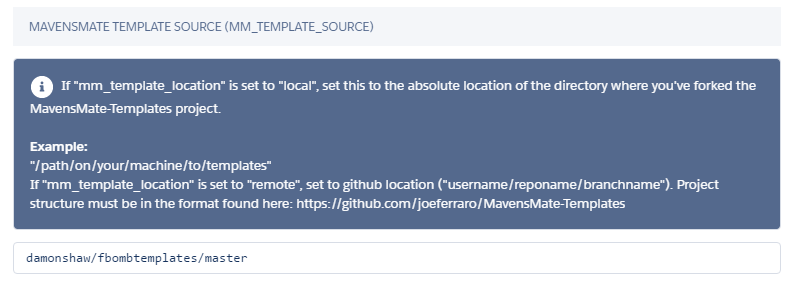 MAVENSMATE TEMPLATE SOURCE (MM_TEMPLATE_SOURCE)
i If "mm_template_location" is set to "local", set this to the absolute location of the directory where you've forked the
MavensMate-Templates project.
Example:
"/path/on/your/machine/to/templates"
If "mm_template_location" is set to "remote", set to github location ("username/reponame/branchname"). Project
structure must be in the format found here: https://github.com/joeferraro/MavensMate-Templates
damonshaw/fbombtemplates/master